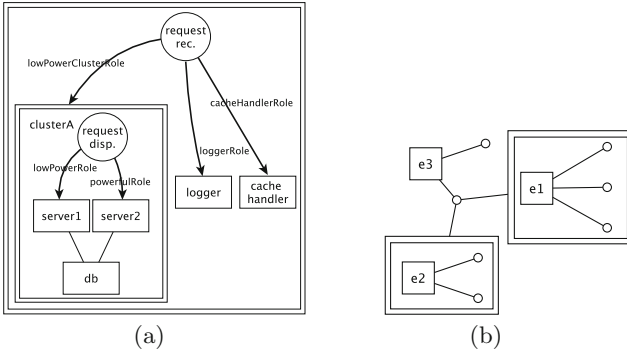 request
rec.
lowPowerClusterRole
cacheHandlerRole
clusterA
request
disp.
loggerRole
lowPowerRole
powerfulRole
logger
cache
handler
server1
server2
db
(a)
e3
e1
e2
(b)